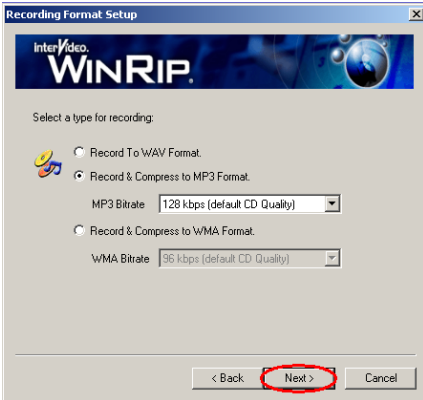 Recording Format Setup
InterVideo.
WINRIP.
Select a type for recording:
Record To WAV Format.
Record & Compress to MP3 Format.
MP3 Bitrate 128 kbps (default CD Quality)
Record & Compress to WMA Format.
WMA Bitrate 96 kbps (default CD Quality)
< Back Next > Cancel